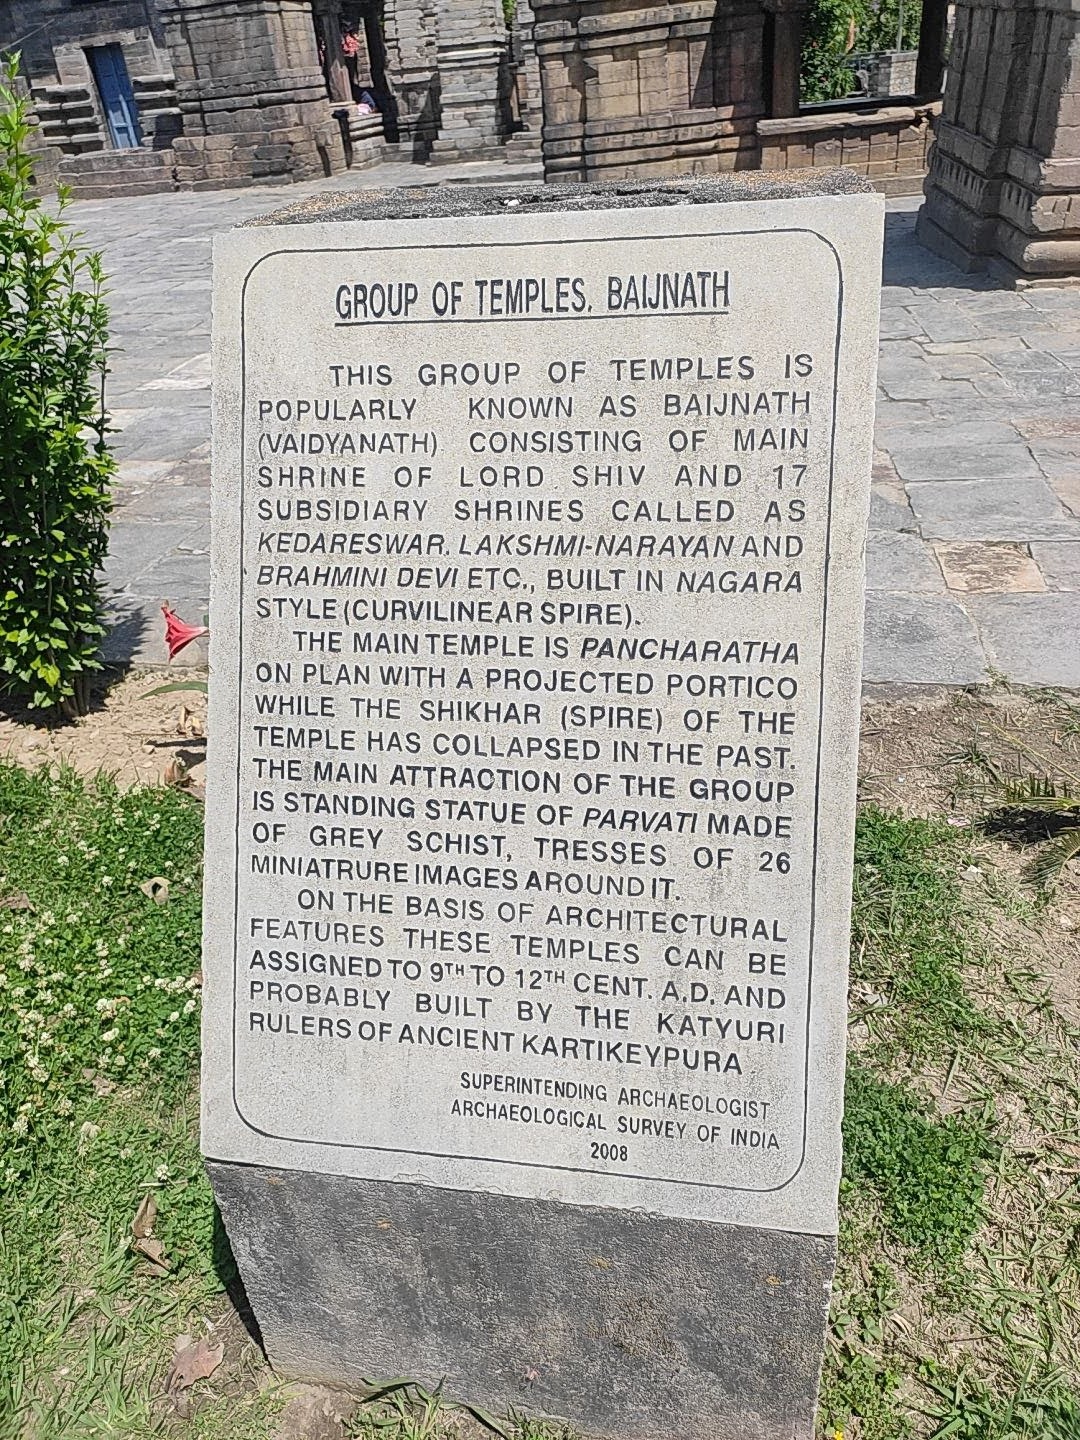 GROUP OF TEMPLES, BAIJNATH
THIS GROUP OF TEMPLES IS
POPULARLY KNOWN AS BAIJNATH
(VAIDYANATH) CONSISTING OF MAIN
SHRINE OF LORD SHIV AND 17
SUBSIDIARY SHRINES CALLED AS
KEDARESWAR, LAKSHMI-NARAYAN AND
BRAHMINI DEVI ETC., BUILT IN NAGARA
STYLE (CURVILINEAR SPIRE).
THE MAIN TEMPLE IS PANCHARATHA
ON PLAN WITH A PROJECTED PORTICO
WHILE THE SHIKHAR (SPIRE) OF THE
TEMPLE HAS COLLAPSED IN THE PAST.
THE MAIN ATTRACTION OF THE GROUP
IS STANDING STATUE OF PARVATI MADE
OF GREY SCHIST, TRESSES OF 26
MINIATRURE IMAGES AROUND IT.
ON THE BASIS OF ARCHITECTURAL
FEATURES THESE TEMPLES CAN BE
ASSIGNED TO 9TH TO 12TH CENT. A.D. AND
PROBABLY BUILT BY THE KATYURI
RULERS OF ANCIENT KARTIKEYPURA
SUPERINTENDING ARCHAEOLOGIST
ARCHAEOLOGICAL SURVEY OF INDIA
2008